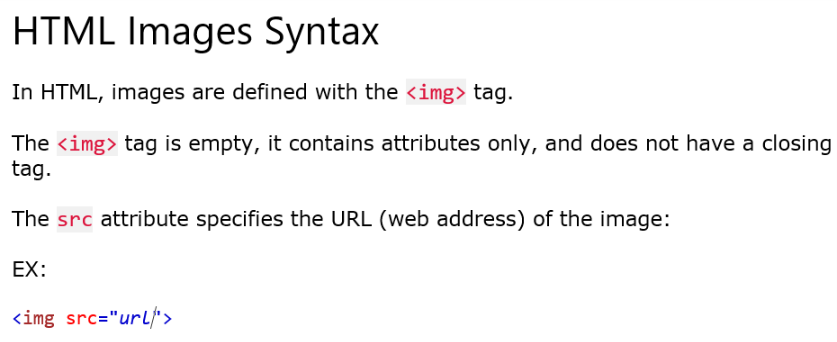 HTML Images Syntax
In HTML, images are defined with the <img> tag.
The <img> tag is empty, it contains attributes only, and does not have a closing
tag.
The src attribute specifies the URL (web address) of the image:
EX:
<img src="url">